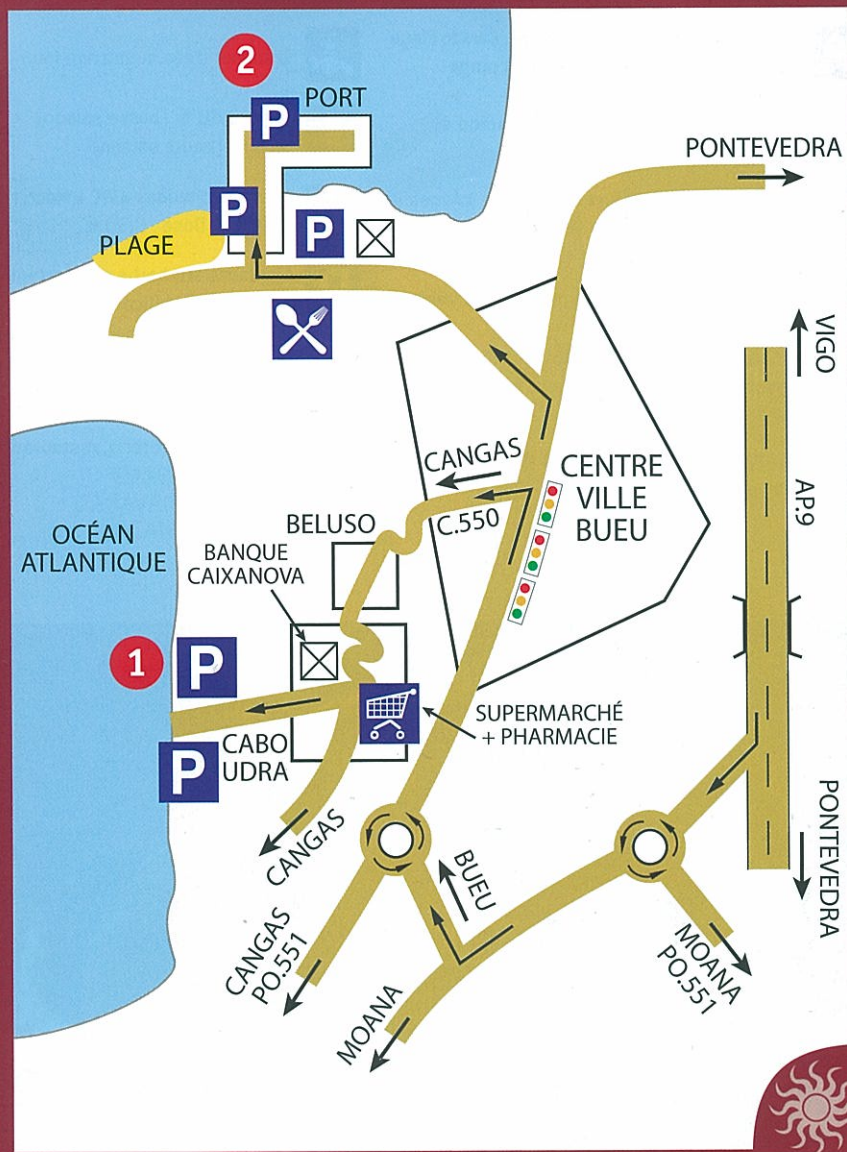 2
PORT
P
P
P
PLAGE
PONTEVEDRA
VIGO
AP.9
CANGAS
C.550
CENTRE
VILLE
BUEU
BELUSO
BANQUE
CAIXANOVA
OCÉAN
ATLANTIQUE
1
P
P
CABO
UDRA
SUPERMARCHÉ
+ PHARMACIE
CANGAS
BUEU
CANGAS
PO.551
MOANA
MOANA
PO.551
PONTEVEDRA